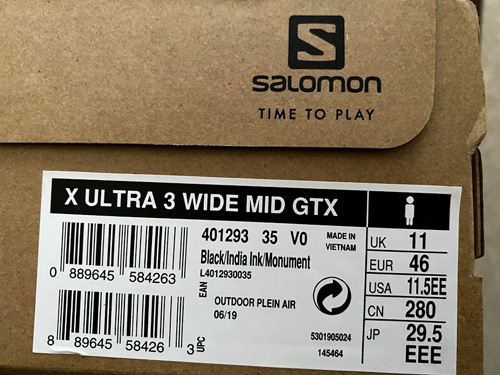 S
salomon
TIME TO PLAY
X ULTRA 3 WIDE MID GTX
401293 35 V0
MADE IN
VIETNAM
Black/India Ink/Monument
L4012930035
EAN
0 889645 584263
OUTDOOR PLEIN AIR
06/19
5301905024
145464
8 89645 58426 3
UPC
UK 11
EUR 46
USA 11.5EE
CN 280
JP 29.5
EEE